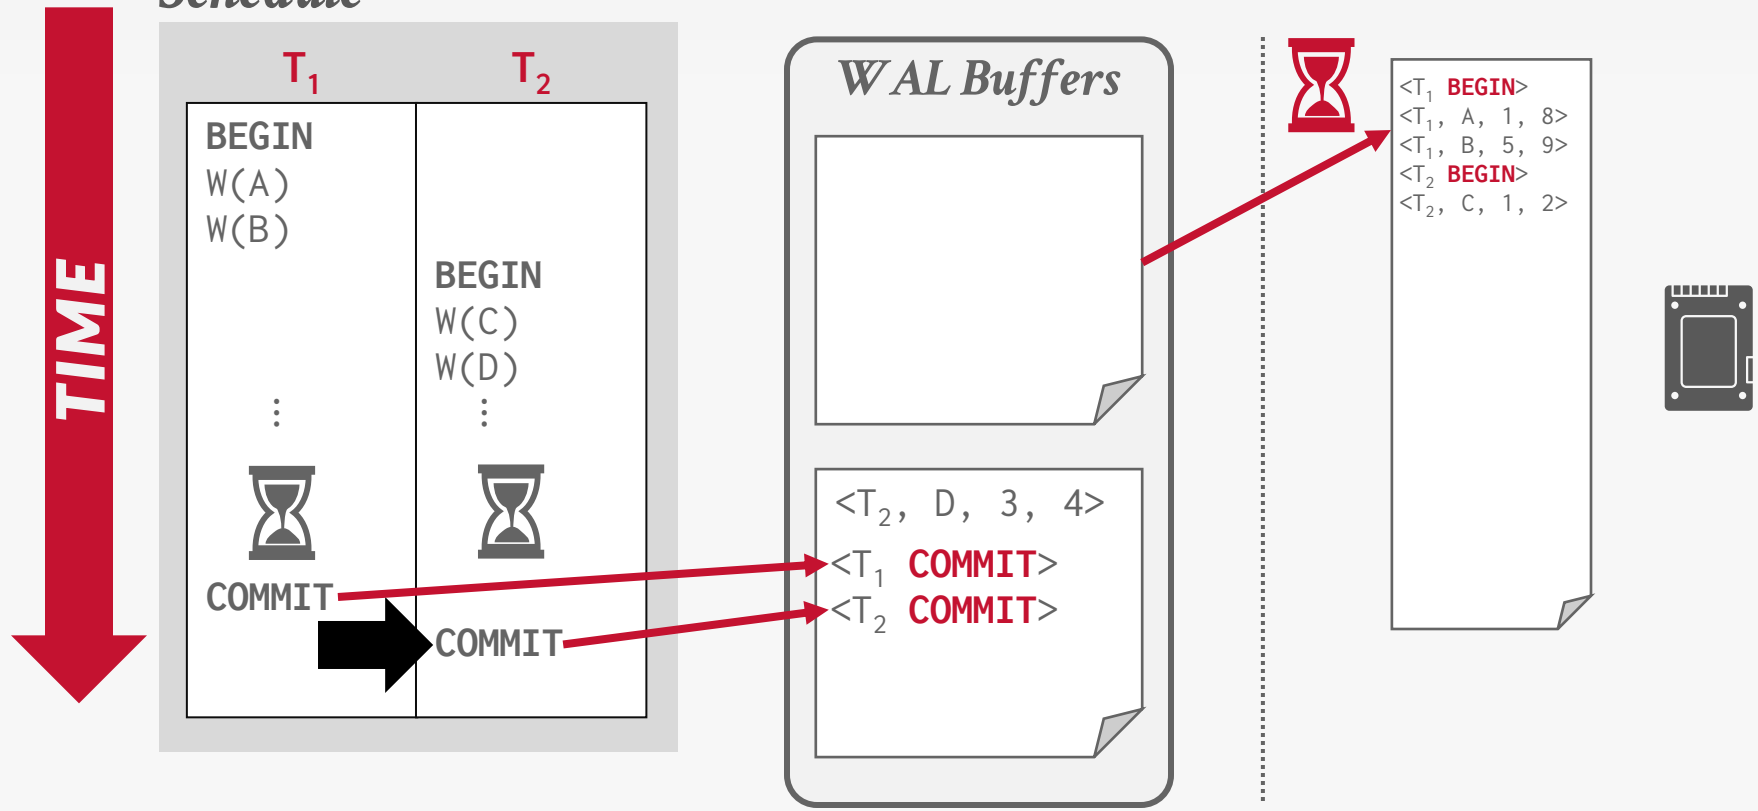 Schedule
TIME
T1 T2
BEGIN
W(A)
W(B)
⋮
COMMIT
BEGIN
W(C)
W(D)
⋮
COMMIT
WAL Buffers
<T2, D, 3, 4>
<T1 COMMIT>
<T2 COMMIT>
<T1 BEGIN>
<T1, A, 1, 8>
<T1, B, 5, 9>
<T2 BEGIN>
<T2, C, 1, 2>